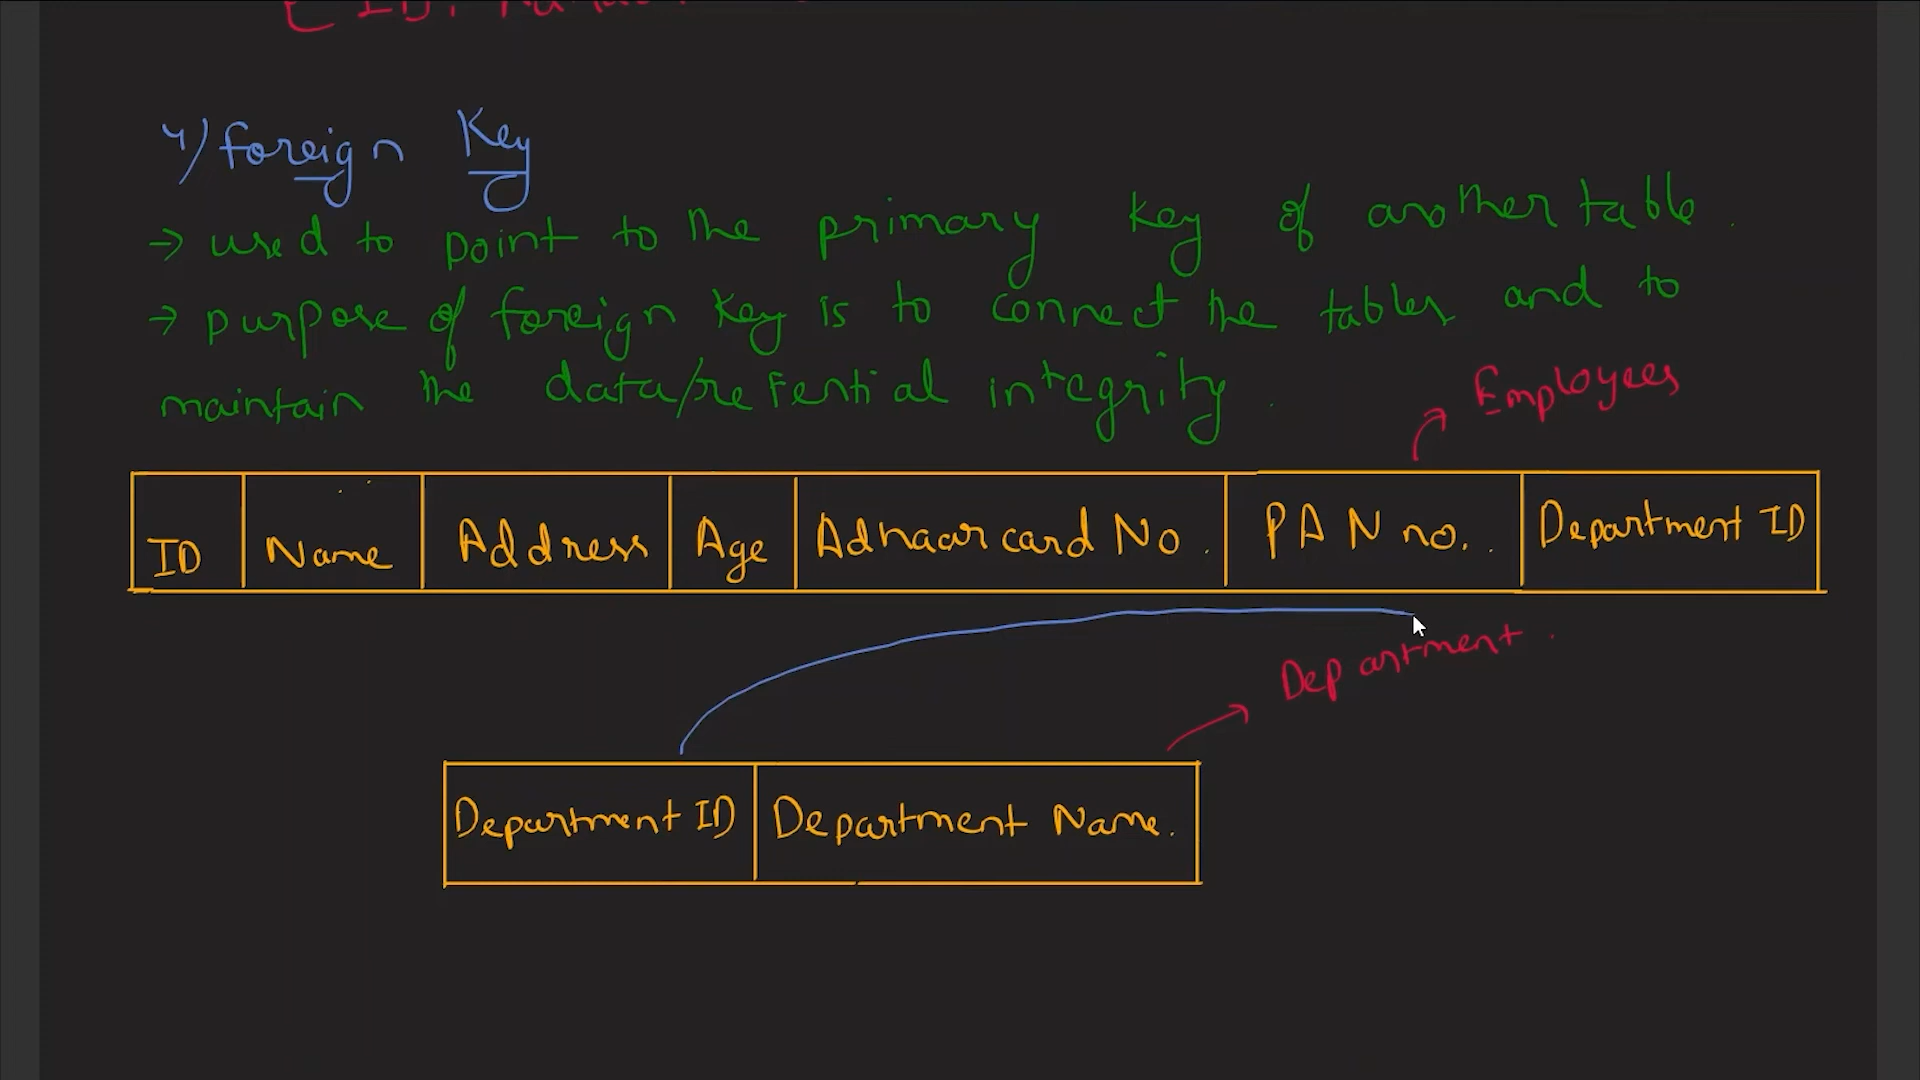 4) foreign Key
→ used to point to the primary key of another table.
→ purpose of foreign key is to connect the tables and to
maintain the data/refential integrity.
Employees
ID Name Address Age Adhaar card No. PAN no. Department ID
Department.
Department ID Department Name.